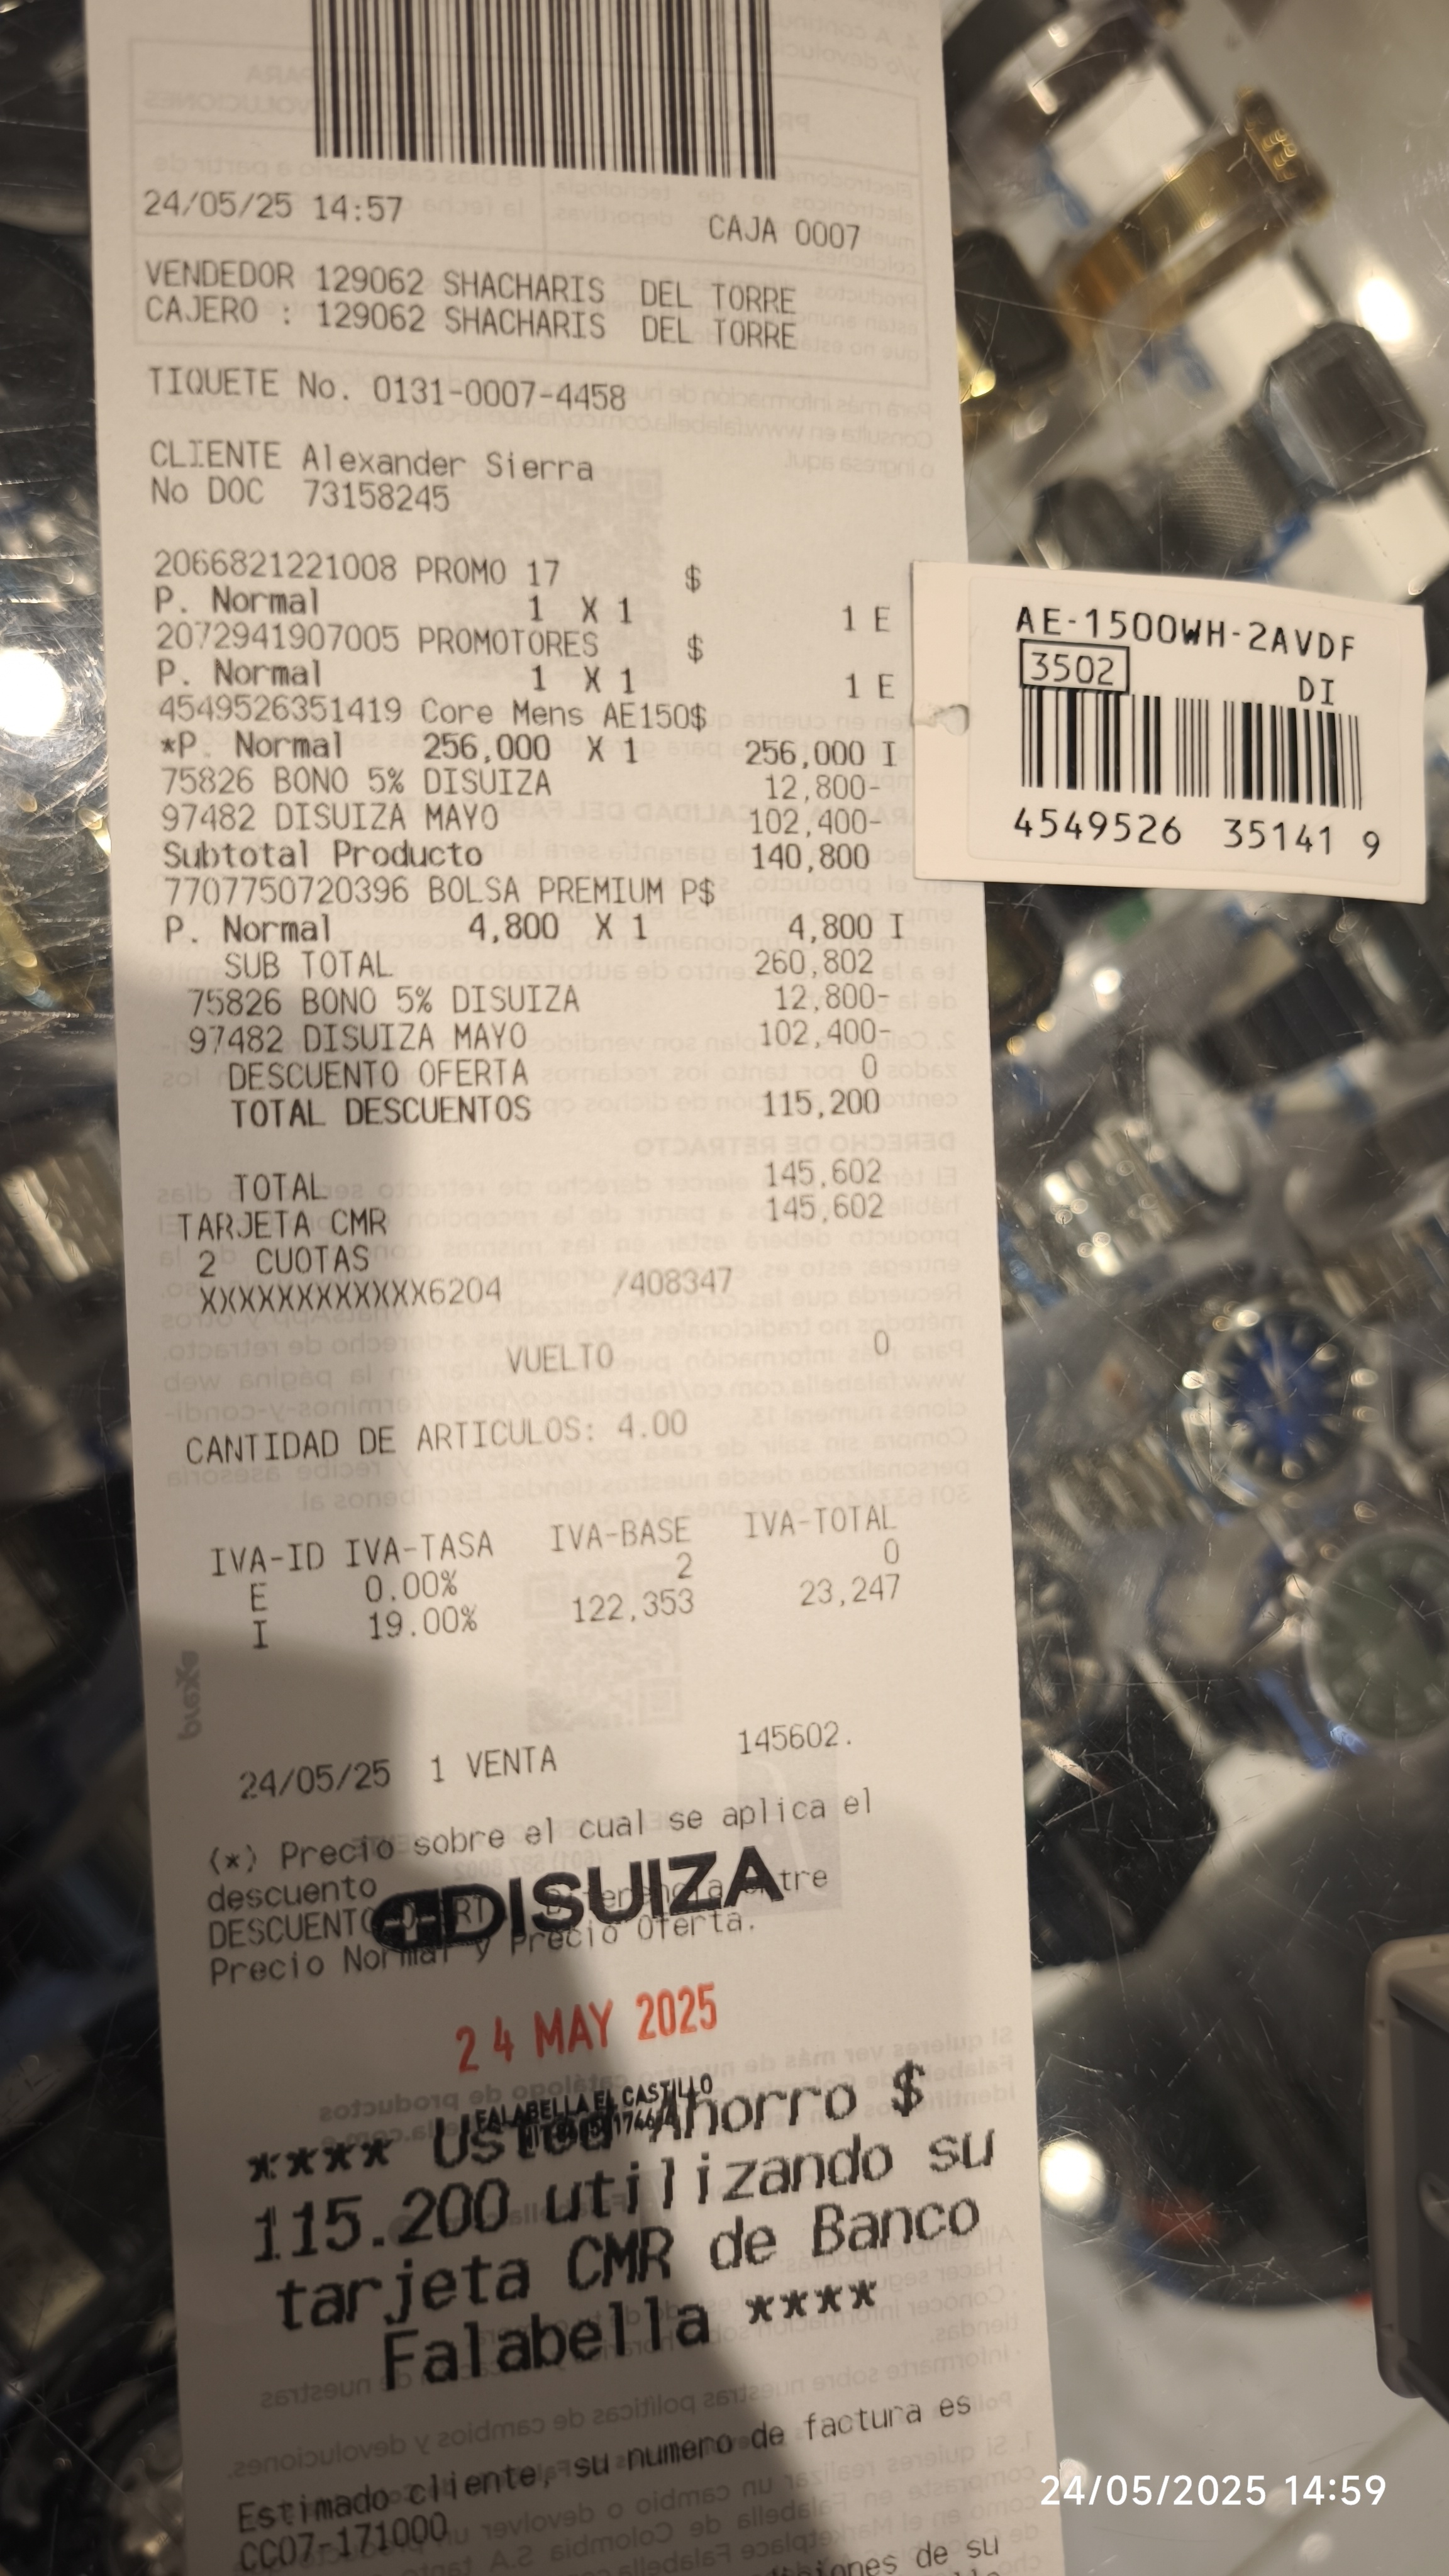 24/05/25 14:57 CAJA 0007
VENDEDOR 129062 SHACHARIS DEL TORRE
CAJERO : 129062 SHACHARIS DEL TORRE
TIQUETE No. 0131-0007-4458
CLIENTE Alexander Sierra
No DOC 73158245
2066821221008 PROMO 17 $
P. Normal 1 X 1 1 E
2072941907005 PROMOTORES $
P. Normal 1 X 1 1 E
4549526351419 Core Mens AE150$
*P. Normal 256,000 X 1 256,000 I
75826 BONO 5% DISUIZA 12,800-
97482 DISUIZA MAYO 102,400-
Subtotal Producto 140,800
7707750720396 BOLSA PREMIUM P$
P. Normal 4,800 X 1 4,800 I
SUB TOTAL 260,802
75826 BONO 5% DISUIZA 12,800-
97482 DISUIZA MAYO 102,400-
DESCUENTO OFERTA 0
TOTAL DESCUENTOS 115,200
TOTAL 145,602
TARJETA CMR 145,602
2 CUOTAS
XXXXXXXXXXXX6204 /408347
VUELTO 0
CANTIDAD DE ARTICULOS: 4.00
IVA-ID IVA-TASA IVA-BASE IVA-TOTAL
E 0.00% 2 0
I 19.00% 122,353 23,247
24/05/25 1 VENTA 145602.
(*) Precio sobre el cual se aplica el
descuento
DISUIZA
DESCUENTO entre
Precio Normal y Precio Oferta.
24 MAY 2025
FALABELLA EL CASTILLO
**** Usted Ahorro $
115.200 utilizando su
tarjeta CMR de Banco
Falabella ****
Estimado cliente, su numero de factura es
CC07-171000
de su
AE-1500WH-2AVDF
3502 DI
4549526 35141 9
24/05/2025 14:59